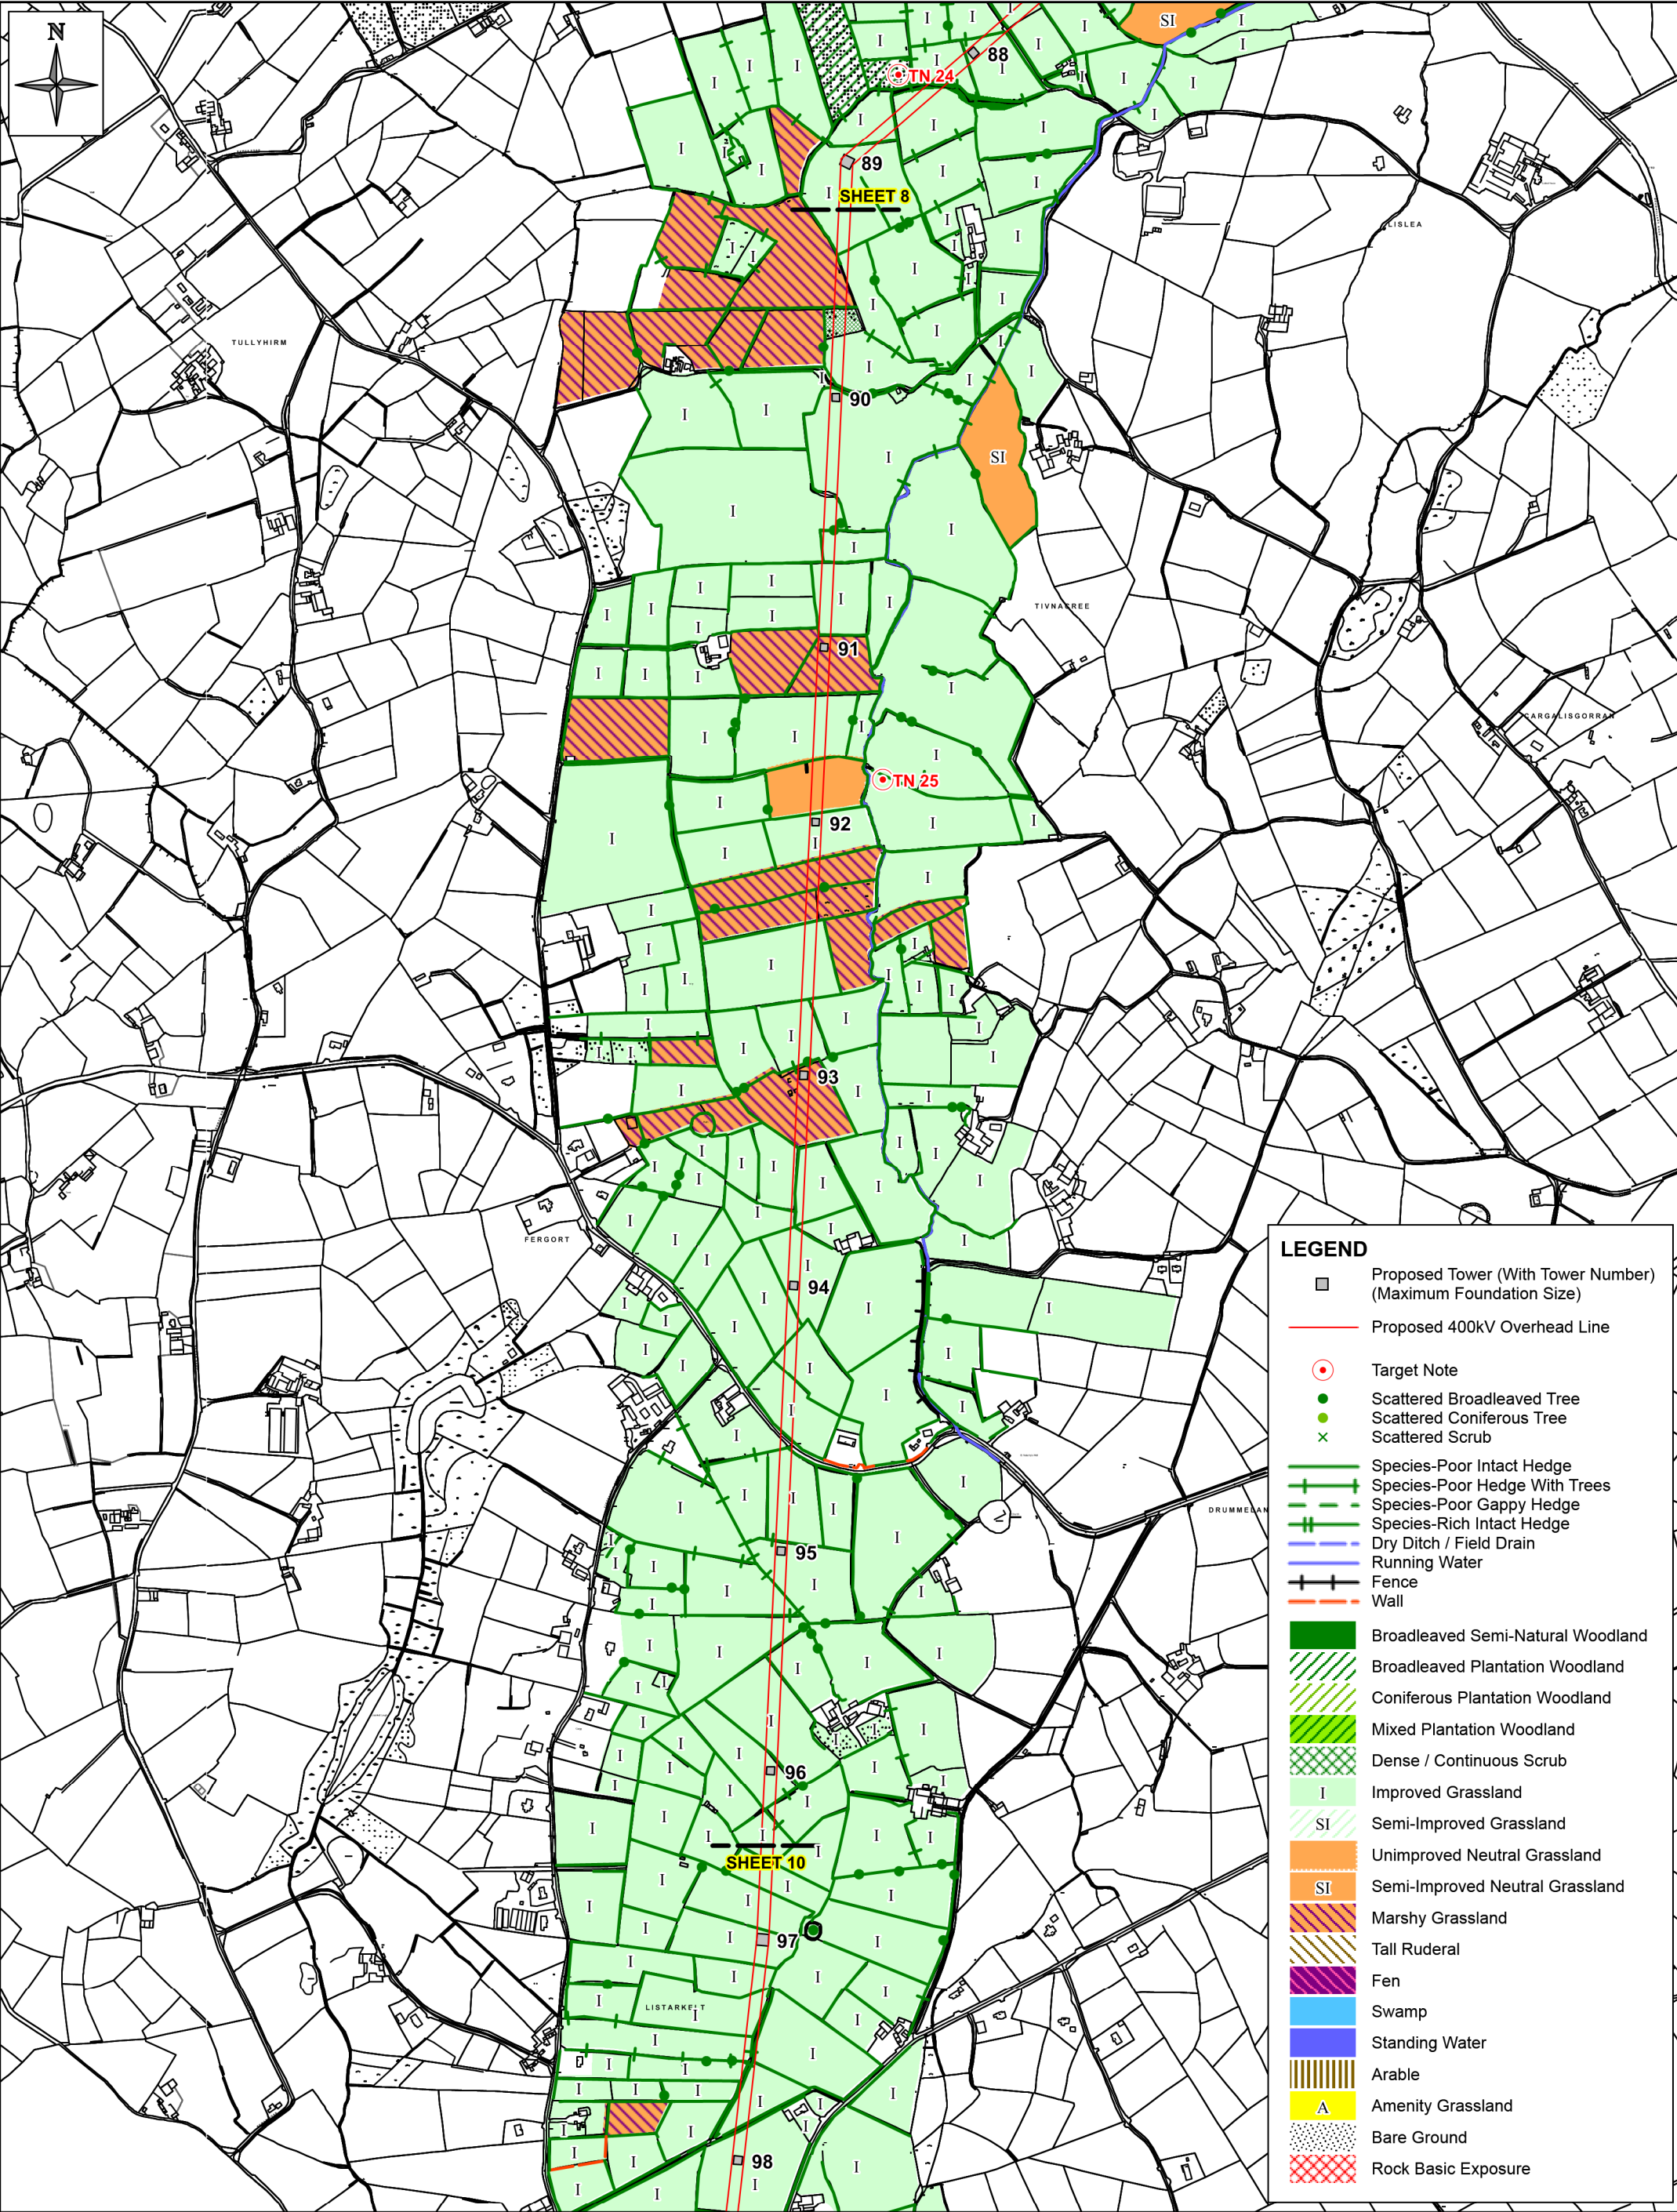 N
SI
88
TN 24
89
SHEET 8
LISLEA
TULLYHIRM
90
SI
TIVNACREE
91
CARGALISGORRAN
TN 25
92
93
FERGORT
94
LEGEND
Proposed Tower (With Tower Number)
(Maximum Foundation Size)
Proposed 400kV Overhead Line
Target Note
Scattered Broadleaved Tree
Scattered Coniferous Tree
Scattered Scrub
Species-Poor Intact Hedge
Species-Poor Hedge With Trees
Species-Poor Gappy Hedge
Species-Rich Intact Hedge
Dry Ditch / Field Drain
Running Water
Fence
Wall
Broadleaved Semi-Natural Woodland
Broadleaved Plantation Woodland
Coniferous Plantation Woodland
Mixed Plantation Woodland
Dense / Continuous Scrub
I Improved Grassland
SI Semi-Improved Grassland
Unimproved Neutral Grassland
SI Semi-Improved Neutral Grassland
Marshy Grassland
Tall Ruderal
Fen
Swamp
Standing Water
Arable
A Amenity Grassland
Bare Ground
Rock Basic Exposure
DRUMMELAN
95
96
SHEET 10
97
98